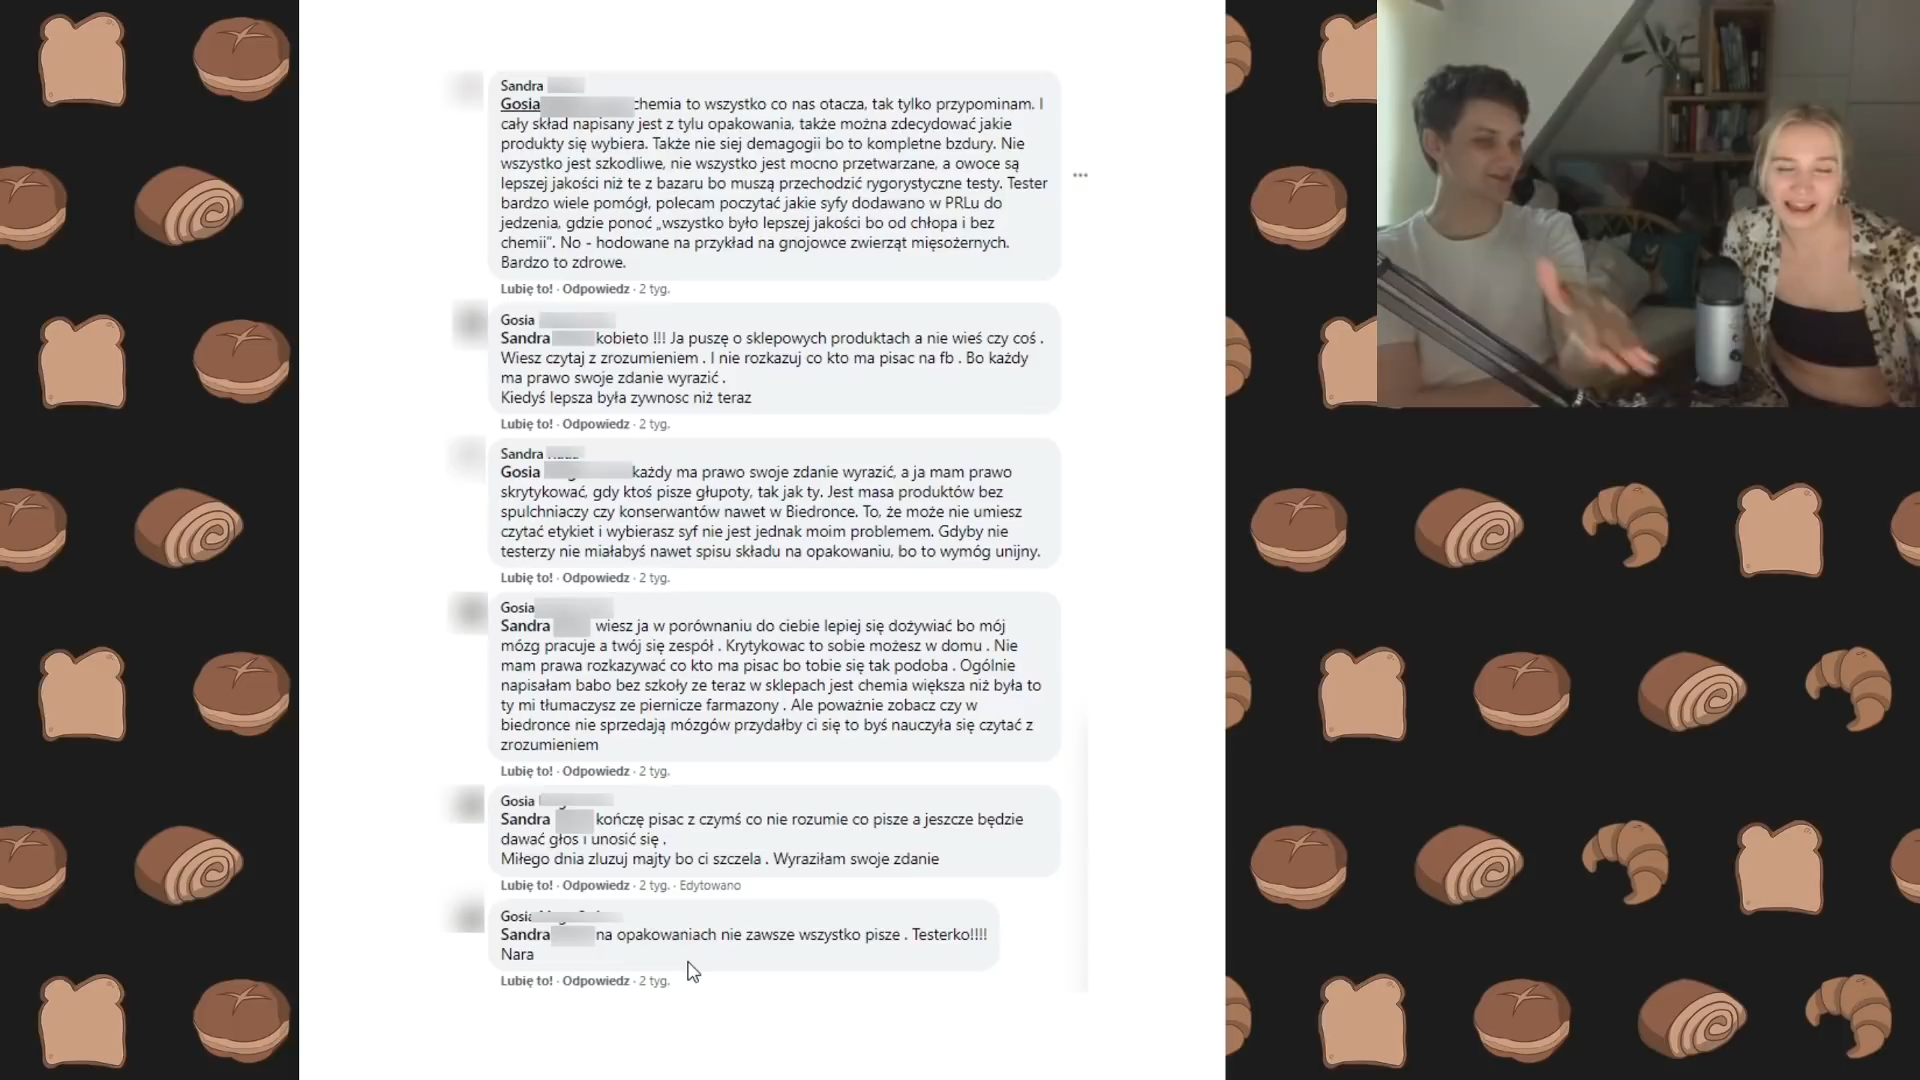 Sandra
Gosia chemia to wszystko co nas otacza, tak tylko przypominam. I
cały skład napisany jest z tylu opakowania, także można zdecydować jakie
produkty się wybiera. Także nie siej demagogii bo to kompletne bzdury. Nie
wszystko jest szkodliwe, nie wszystko jest mocno przetwarzane, a owoce są
lepszej jakości niż te z bazaru bo muszą przechodzić rygorystyczne testy. Tester
bardzo wiele pomógł, polecam poczytać jakie syfy dodawano w PRLu do
jedzenia, gdzie ponoć „wszystko było lepszej jakości bo od chłopa i bez
chemii”. No - hodowane na przykład na gnojowce zwierząt mięsożernych.
Bardzo to zdrowe.
Lubię to! · Odpowiedz · 2 tyg.
Gosia
Sandra kobieto !!! Ja puszę o sklepowych produktach a nie wieś czy coś .
Wiesz czytaj z zrozumieniem . I nie rozkazuj co kto ma pisac na fb . Bo każdy
ma prawo swoje zdanie wyrazić .
Kiedyś lepsza była zywnosc niż teraz
Lubię to! · Odpowiedz · 2 tyg.
Sandra
Gosia każdy ma prawo swoje zdanie wyrazić, a ja mam prawo
skrytykować, gdy ktoś pisze głupoty, tak jak ty. Jest masa produktów bez
spulchniaczy czy konserwantów nawet w Biedronce. To, że może nie umiesz
czytać etykiet i wybierasz syf nie jest jednak moim problemem. Gdyby nie
testerzy nie miałabyś nawet spisu składu na opakowaniu, bo to wymóg unijny.
Lubię to! · Odpowiedz · 2 tyg.
Gosia
Sandra wiesz ja w porównaniu do ciebie lepiej się dożywiać bo mój
mózg pracuje a twój się zespół . Krytykowac to sobie możesz w domu . Nie
mam prawa rozkazywać co kto ma pisac bo tobie się tak podoba . Ogólnie
napisałam babo bez szkoły ze teraz w sklepach jest chemia większa niż była to
ty mi tłumaczysz ze piernicze farmazony . Ale poważnie zobacz czy w
biedronce nie sprzedają mózgów przydałby ci się to byś nauczyła się czytać z
zrozumieniem
Lubię to! · Odpowiedz · 2 tyg.
Gosia
Sandra kończę pisac z czymś co nie rozumie co pisze a jeszcze będzie
dawać głos i unosić się .
Miłego dnia zluzuj majty bo ci szczela . Wyraziłam swoje zdanie
Lubię to! · Odpowiedz · 2 tyg. · Edytowano
Gosia
Sandra na opakowaniach nie zawsze wszystko pisze . Testerko!!!!
Nara
Lubię to! · Odpowiedz · 2 tyg.